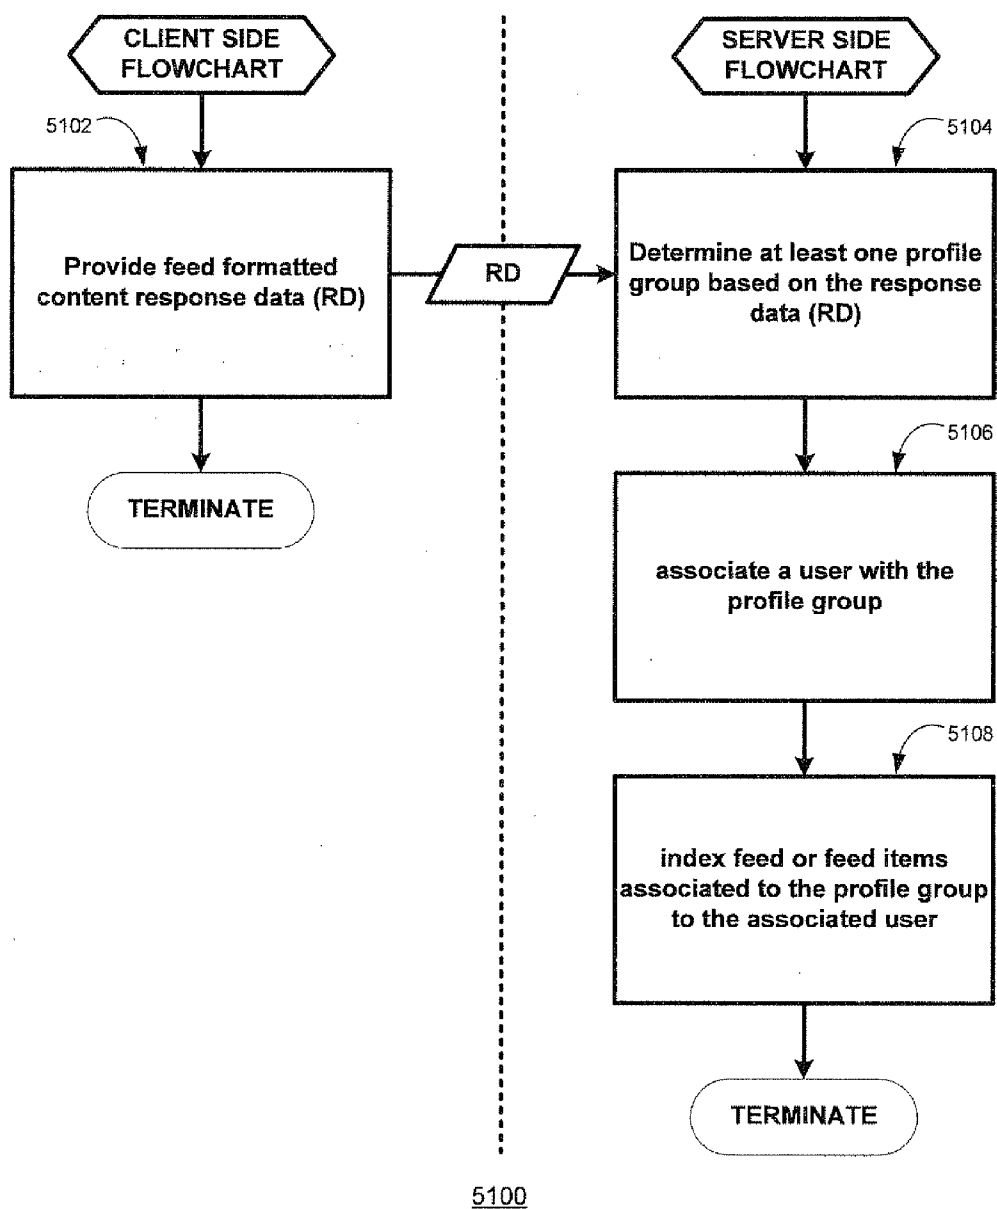 CLIENT SIDE
FLOWCHART
5102
Provide feed formatted
content response data (RD)
TERMINATE
RD
SERVER SIDE
FLOWCHART
5104
Determine at least one profile
group based on the response
data (RD)
5106
associate a user with the
profile group
5108
index feed or feed items
associated to the profile group
to the associated user
TERMINATE
5100